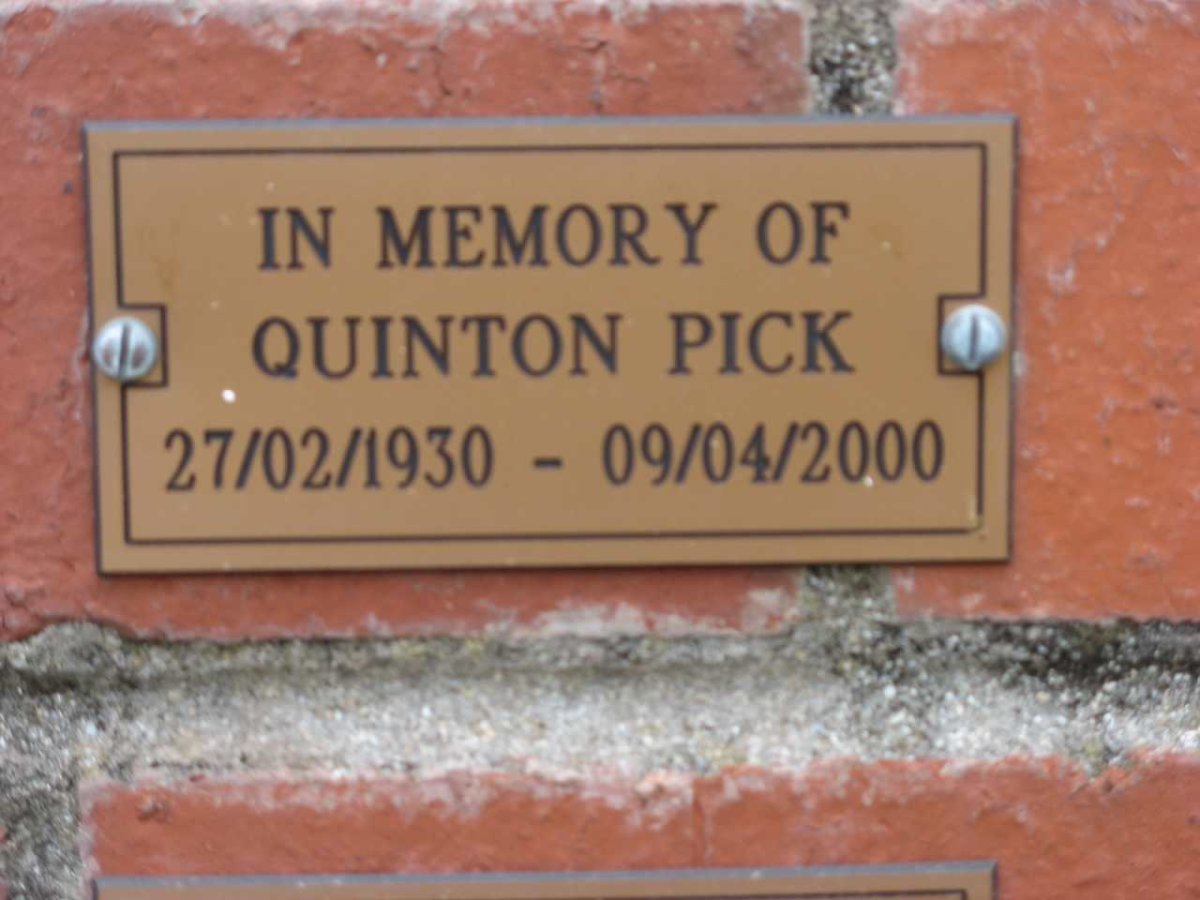 IN MEMORY OF
QUINTON PICK
27/02/1930 - 09/04/2000